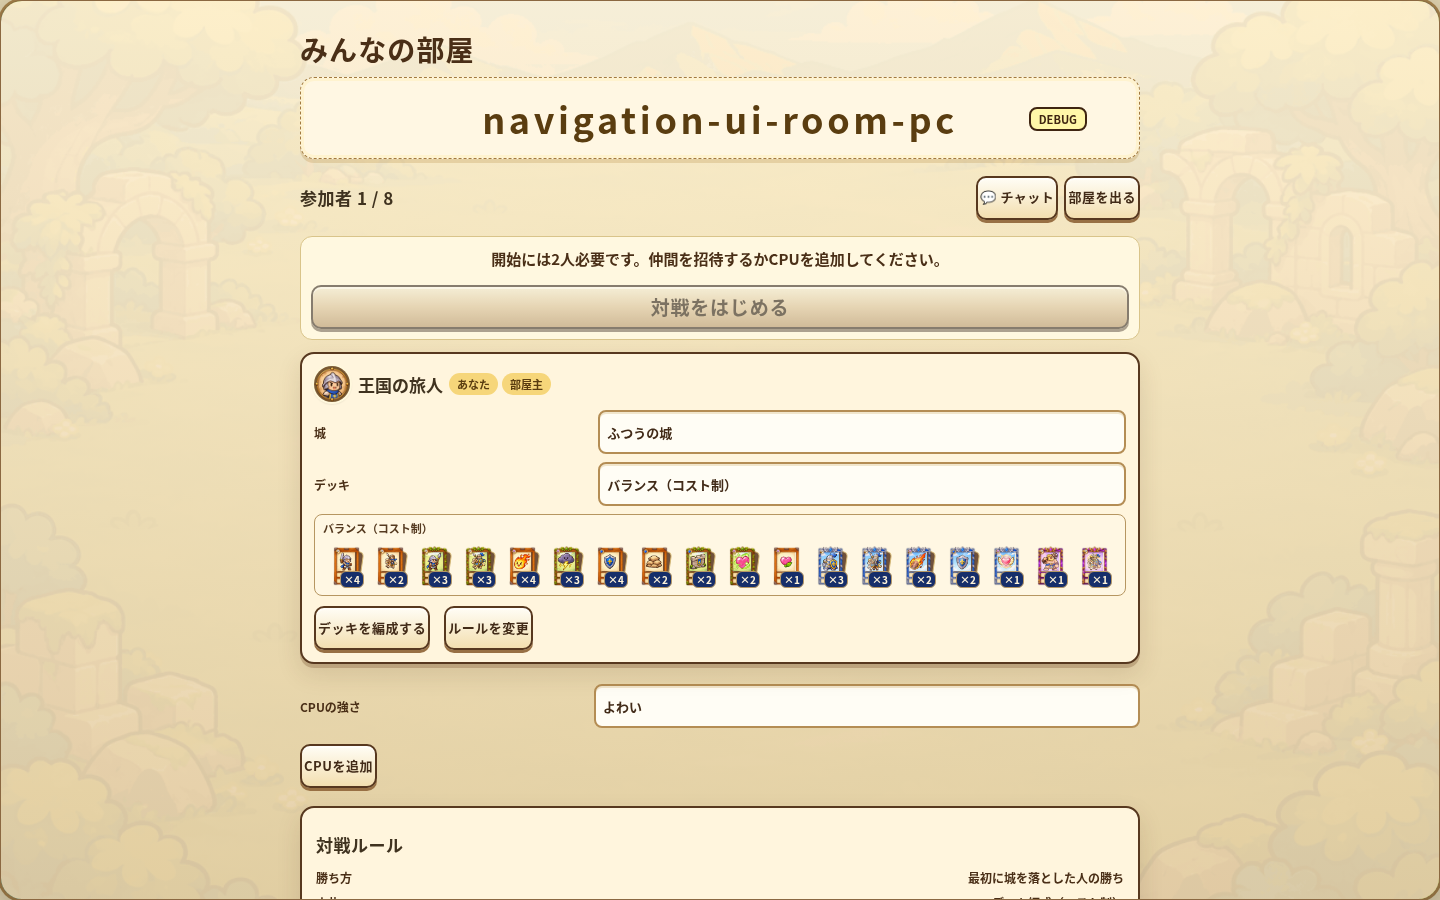 みんなの部屋
navigation-ui-room-pc
DEBUG
参加者 1 / 8
💬 チャット
部屋を出る
開始には2人必要です。仲間を招待するかCPUを追加してください。
対戦をはじめる
王国の旅人 あなた 部屋主
城 ふつうの城
デッキ バランス（コスト制）
バランス（コスト制）
×4 ×2 ×3 ×3 ×4 ×3 ×4 ×2 ×2 ×2 ×1 ×3 ×3 ×2 ×2 ×1 ×1 ×1
デッキを編成する ルールを変更
CPUの強さ よわい
CPUを追加
対戦ルール
勝ち方 最初に城を落とした人の勝ち